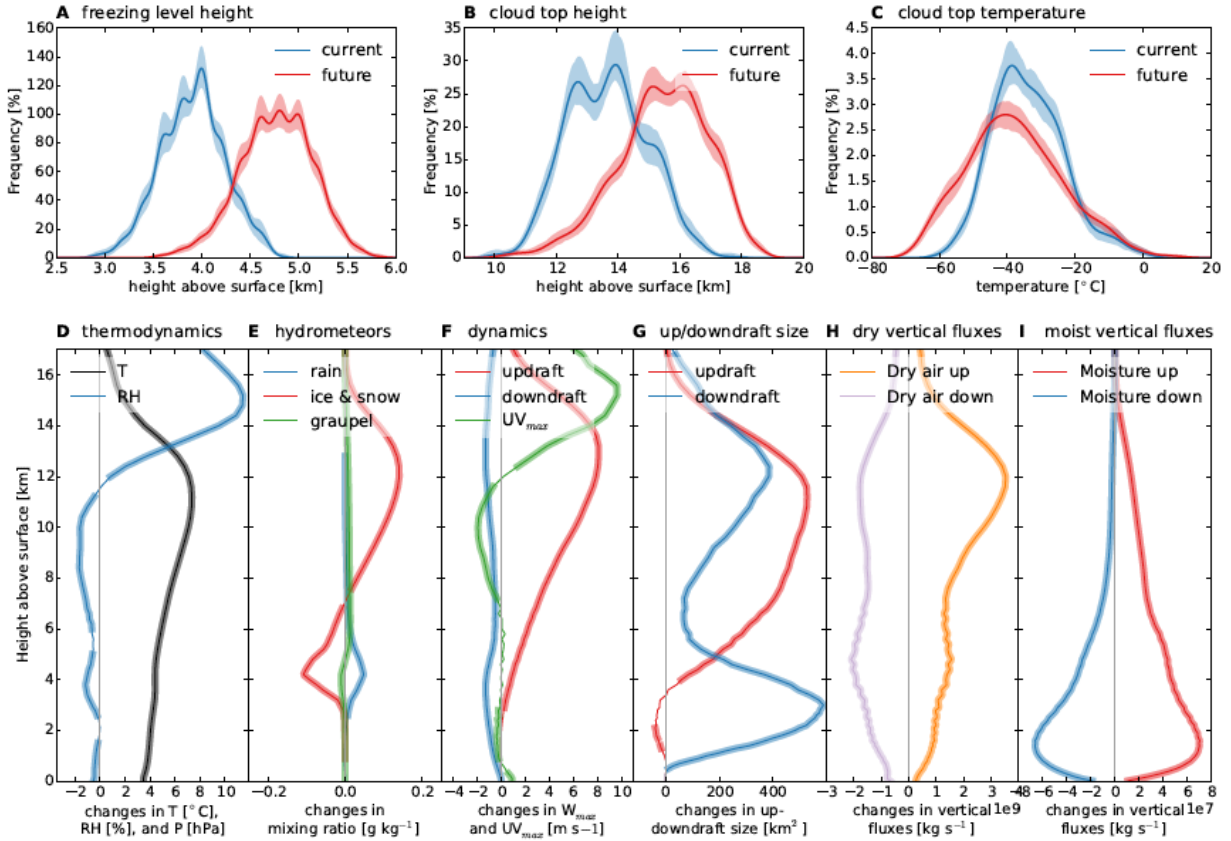 A freezing level height
160
140
120
100
80
60
40
20
0
Frequency [%]
current
future
2.5 3.0 3.5 4.0 4.5 5.0 5.5 6.0
height above surface [km]
B cloud top height
35
30
25
20
15
10
5
0
Frequency [%]
current
future
10 12 14 16 18 20
height above surface [km]
C cloud top temperature
4.5
4.0
3.5
3.0
2.5
2.0
1.5
1.0
0.5
0.0
Frequency [%]
current
future
−80 −60 −40 −20 0 20
temperature [°C]
D thermodynamics
16
14
12
10
8
6
4
2
0
Height above surface [km]
T
RH
−2 0 2 4 6 8 10
changes in T [°C],
RH [%], and P [hPa]
E hydrometeors
rain
ice & snow
graupel
−0.2 0.0 0.2
changes in
mixing ratio [g kg⁻¹]
F dynamics
updraft
downdraft
UVmax
−4 −2 0 2 4 6 8 10
changes in Wmax
and UVmax [m s−1]
G up/downdraft size
updraft
downdraft
0 200 400
changes in up-
downdraft size [km²]
H dry vertical fluxes
Dry air up
Dry air down
−3 −2 −1 0 1 2 3 4
1e9
changes in vertical
fluxes [kg s⁻¹]
I moist vertical fluxes
Moisture up
Moisture down
−8 −6 −4 −2 0 2 4 6 8
1e7
changes in vertical
fluxes [kg s⁻¹]